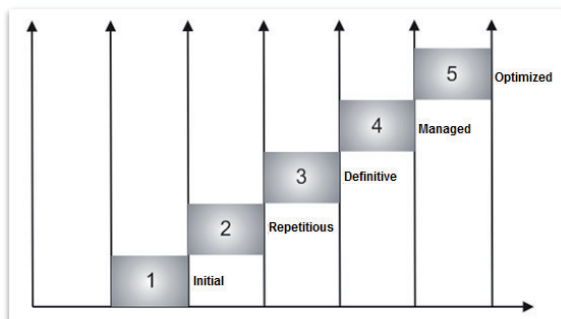 5
Optimized
4
Managed
3
Definitive
2
Repetitious
1
Initial